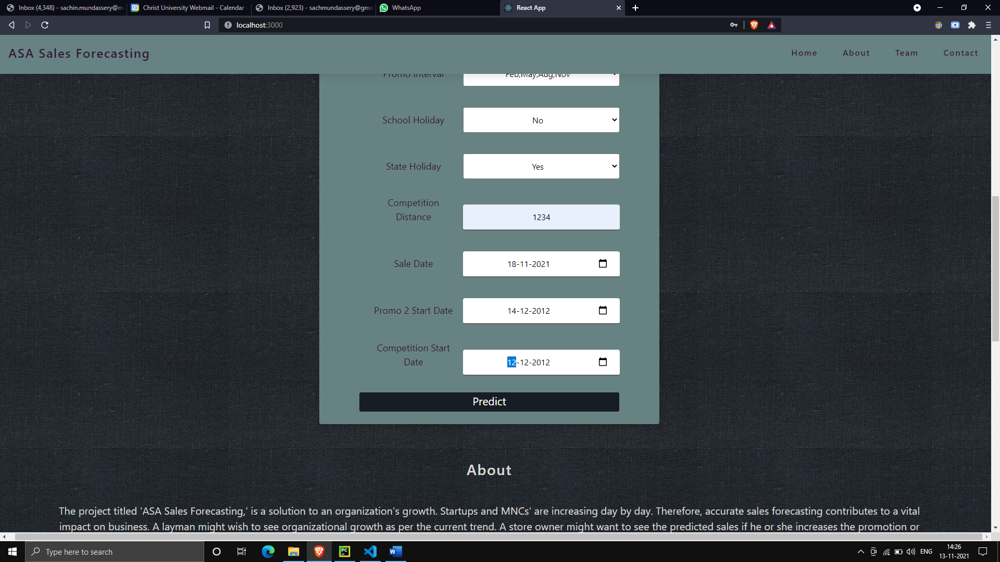 Inbox (4,348) - sachin.mundassery@m
Christ University Webmail - Calendar
Inbox (2,923) - sachmundassery@gma
WhatsApp
React App
localhost:3000
ASA Sales Forecasting
Home
About
Team
Contact
Promo Interval
Feb,May,Aug,Nov
School Holiday
No
State Holiday
Yes
Competition
Distance
1234
Sale Date
18-11-2021
Promo 2 Start Date
14-12-2012
Competition Start
Date
12-12-2012
Predict
About
The project titled 'ASA Sales Forecasting,' is a solution to an organization's growth. Startups and MNCs' are increasing day by day. Therefore, accurate sales forecasting contributes to a vital
impact on business. A layman might wish to see organizational growth as per the current trend. A store owner might want to see the predicted sales if he or she increases the promotion or
Type here to search
ENG
14:26
13-11-2021